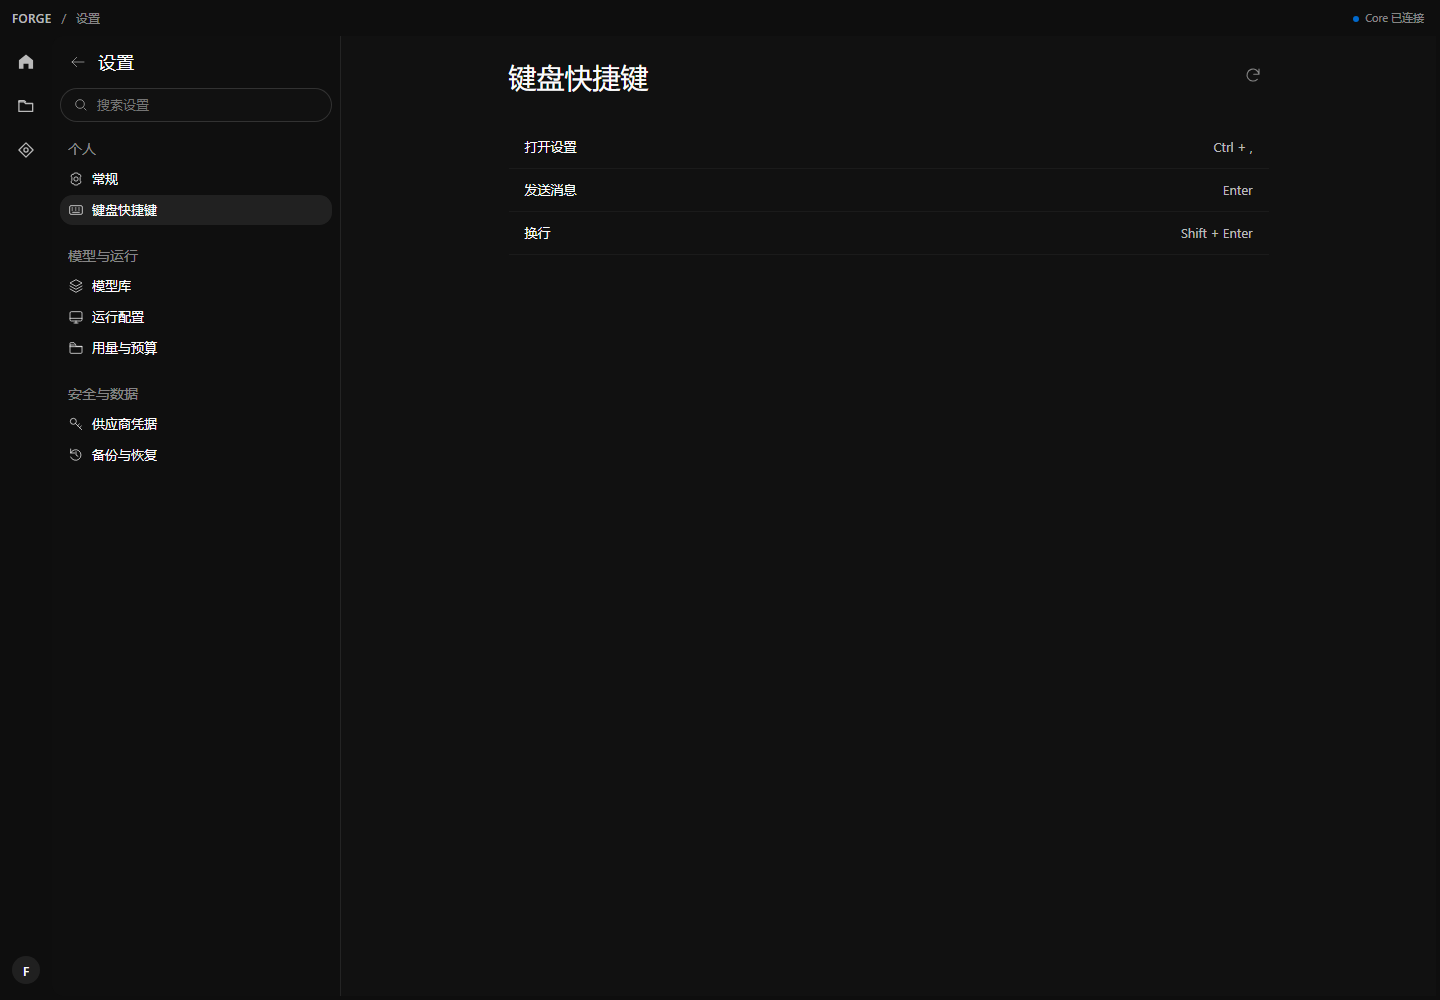 FORGE / 设置
Core 已连接
设置
搜索设置
个人
常规
键盘快捷键
模型与运行
模型库
运行配置
用量与预算
安全与数据
供应商凭据
备份与恢复
F
键盘快捷键
打开设置 Ctrl + ,
发送消息 Enter
换行 Shift + Enter